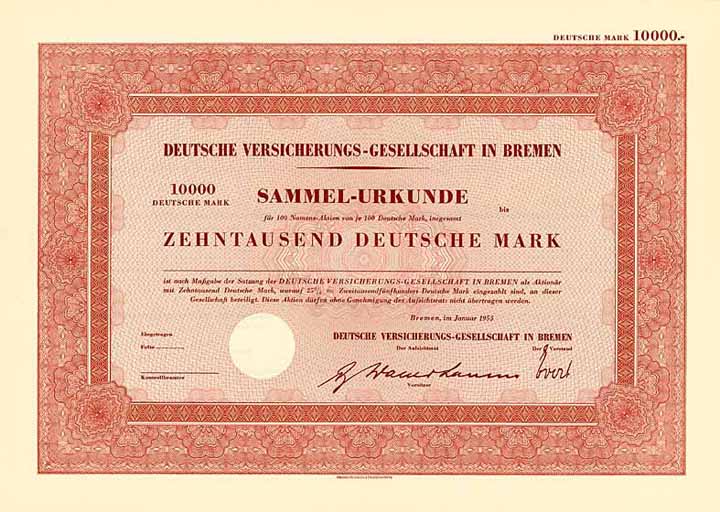 DEUTSCHE MARK 10000.-
DEUTSCHE VERSICHERUNGS-GESELLSCHAFT IN BREMEN
10000
DEUTSCHE MARK
SAMMEL-URKUNDE
bis
für 100 Namens-Aktien von je 100 Deutsche Mark, insgesamt
ZEHNTAUSEND DEUTSCHE MARK
ist nach Maßgabe der Satzung der DEUTSCHE VERSICHERUNGS-GESELLSCHAFT IN BREMEN als Aktionär
mit Zehntausend Deutsche Mark, worauf 25% = Zweitausendfünfhundert Deutsche Mark eingezahlt sind, an dieser
Gesellschaft beteiligt. Diese Aktien dürfen ohne Genehmigung des Aufsichtsrats nicht übertragen werden.
Bremen, im Januar 1955
Eingetragen
Folio
Kontrollbeamter
DEUTSCHE VERSICHERUNGS-GESELLSCHAFT IN BREMEN
Der Aufsichtsrat
Der Vorstand
Vorsitzer